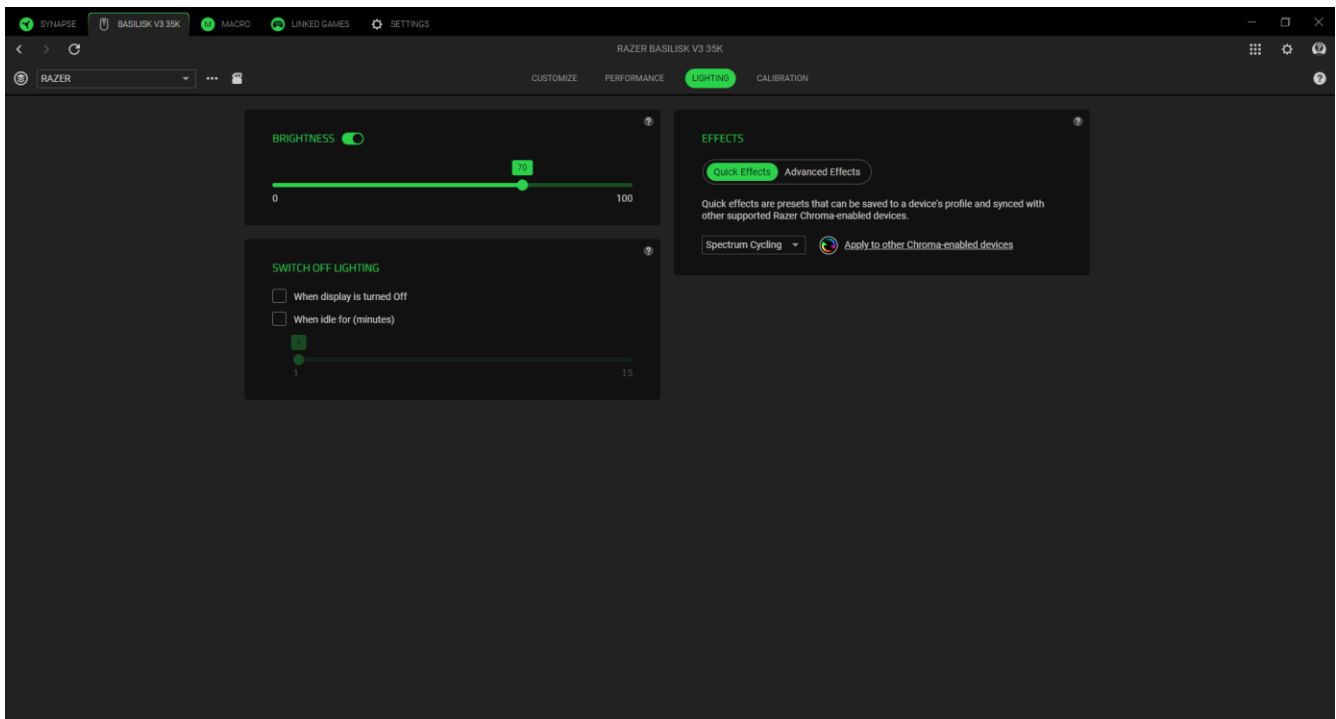 SYNAPSE BASILISK V3 35K MACRO LINKED GAMES SETTINGS
RAZER BASILISK V3 35K
RAZER CUSTOMIZE PERFORMANCE LIGHTING CALIBRATION
BRIGHTNESS
70
0 100
SWITCH OFF LIGHTING
When display is turned Off
When idle for (minutes)
1
1 15
EFFECTS
Quick Effects Advanced Effects
Quick effects are presets that can be saved to a device's profile and synced with
other supported Razer Chroma-enabled devices.
Spectrum Cycling Apply to other Chroma-enabled devices